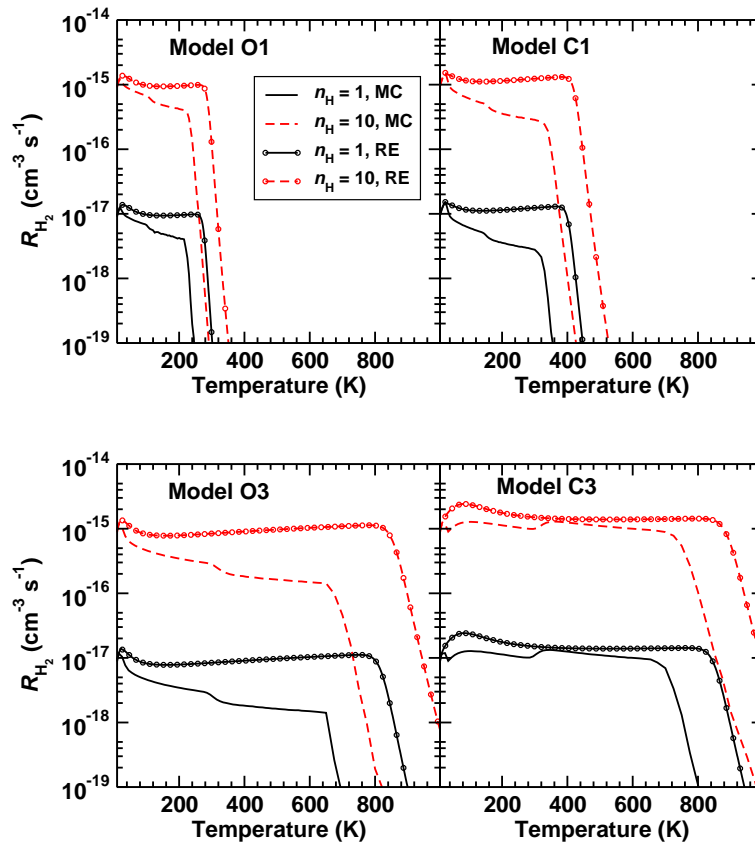 Model O1
Model C1
n_H = 1, MC
n_H = 10, MC
n_H = 1, RE
n_H = 10, RE
R_H₂ (cm⁻³ s⁻¹)
10⁻¹⁴
10⁻¹⁵
10⁻¹⁶
10⁻¹⁷
10⁻¹⁸
10⁻¹⁹
200 400 600 800
200 400 600 800
Temperature (K)
Temperature (K)
Model O3
Model C3
R_H₂ (cm⁻³ s⁻¹)
10⁻¹⁴
10⁻¹⁵
10⁻¹⁶
10⁻¹⁷
10⁻¹⁸
10⁻¹⁹
200 400 600 800
200 400 600 800
Temperature (K)
Temperature (K)